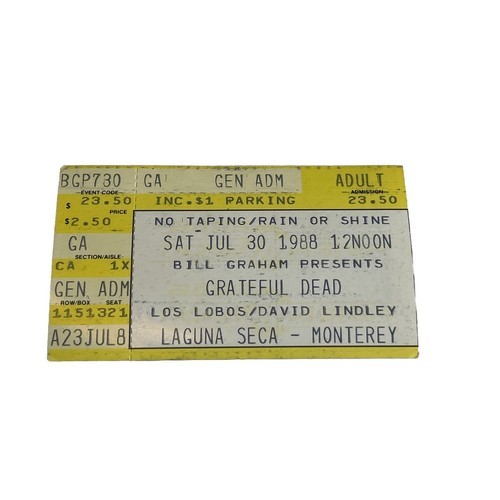 BGP730 GA GEN ADM ADULT
EVENT CODE ADMISSION
$ 23.50 INC.$1 PARKING 23.50
PRICE
$2.50 NO TAPING/RAIN OR SHINE
GA SAT JUL 30 1988 12NOON
SECTION/AISLE
CA 1X BILL GRAHAM PRESENTS
GEN ADM GRATEFUL DEAD
ROW/BOX SEAT
1151321 LOS LOBOS/DAVID LINDLEY
A23JUL8 LAGUNA SECA - MONTEREY